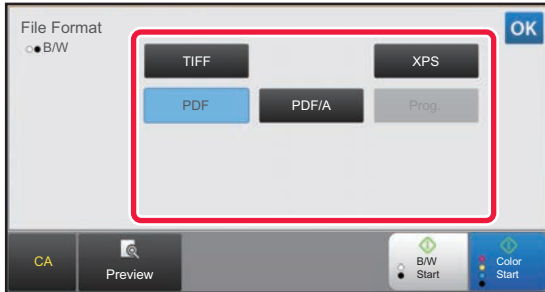 File Format
B/W
OK
TIFF
XPS
PDF
PDF/A
Prog.
CA
Preview
B/W
Start
Color
Start